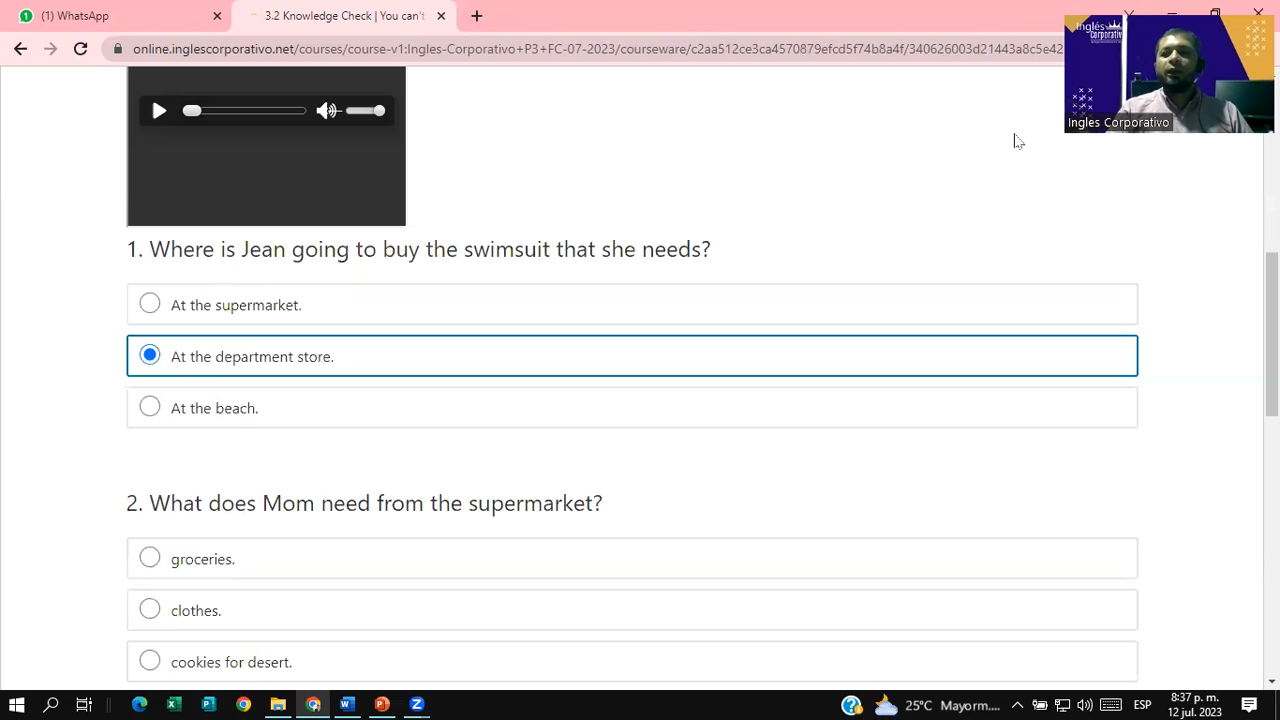 (1) WhatsApp
3.2 Knowledge Check | You can't
online.inglescorporativo.net/courses/course-v1:Ingles-Corporativo+P3+FC-07-2023/courseware/c2aa512ce3ca4570879efcd5f74b8a4f/340626003d21443a8c5e42
Inglés
Corporativo
Ingles Corporativo
1. Where is Jean going to buy the swimsuit that she needs?
At the supermarket.
At the department store.
At the beach.
2. What does Mom need from the supermarket?
groceries.
clothes.
cookies for desert.
25°C Mayorm.... ESP
8:37 p. m.
12 jul. 2023